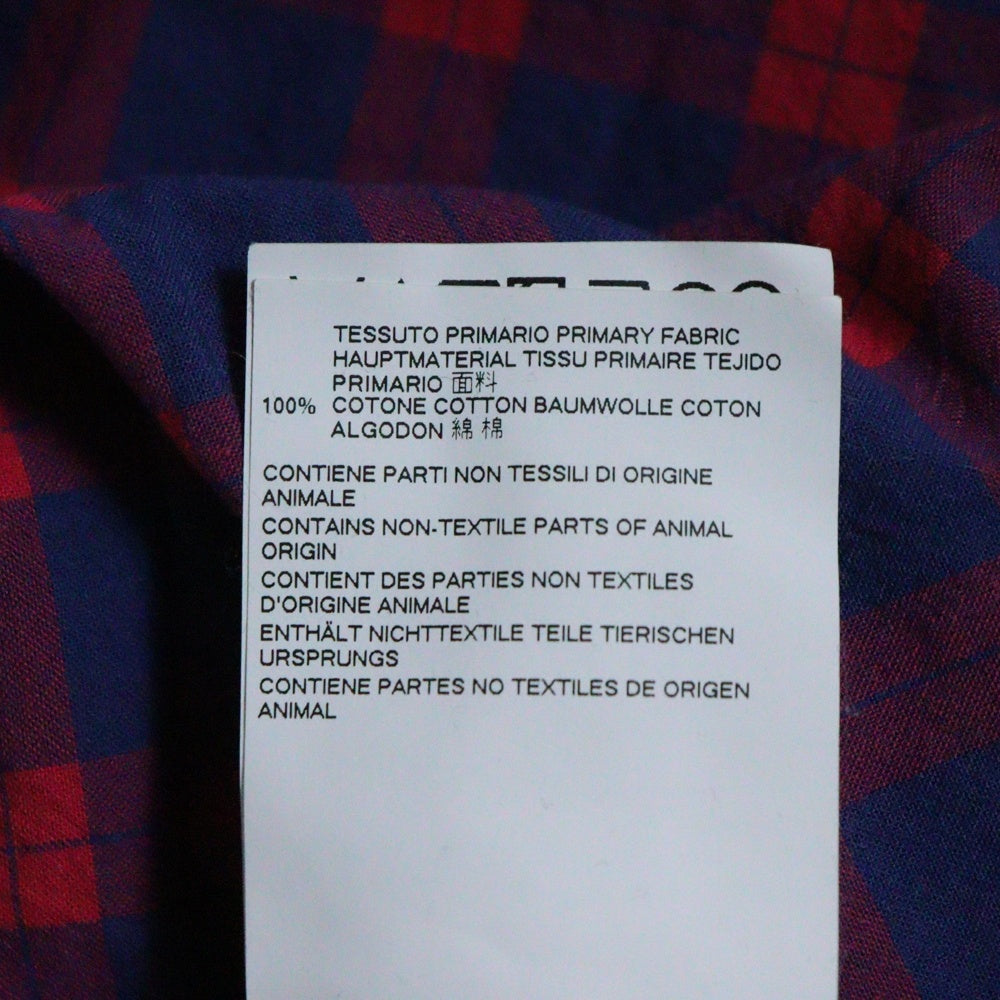 TESSUTO PRIMARIO PRIMARY FABRIC
HAUPTMATERIAL TISSU PRIMAIRE TEJIDO
PRIMARIO 面料
100% COTONE COTTON BAUMWOLLE COTON
ALGODON 綿 棉
CONTIENE PARTI NON TESSILI DI ORIGINE
ANIMALE
CONTAINS NON-TEXTILE PARTS OF ANIMAL
ORIGIN
CONTIENT DES PARTIES NON TEXTILES
D'ORIGINE ANIMALE
ENTHÄLT NICHTTEXTILE TEILE TIERISCHEN
URSPRUNGS
CONTIENE PARTES NO TEXTILES DE ORIGEN
ANIMAL